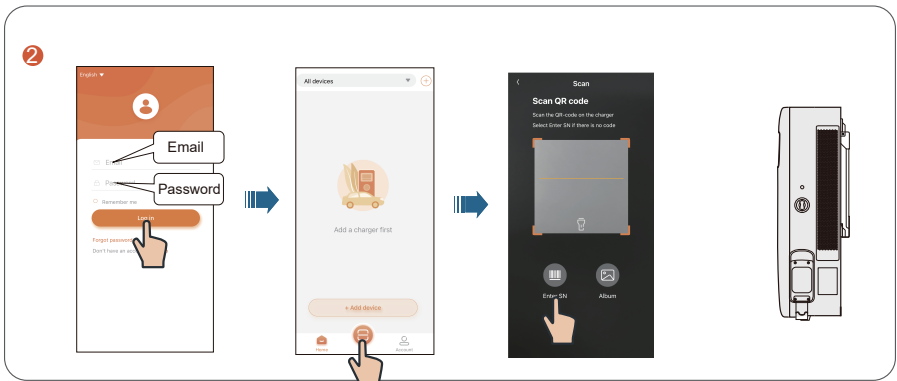 2
English
Email
Email
Password
Password
Remember me
Log in
Forgot password
Don't have an acc
All devices
Add a charger first
+ Add device
Home
Account
Scan
Scan QR code
Scan the QR-code on the charger
Select Enter SN if there is no code
Enter SN
Album